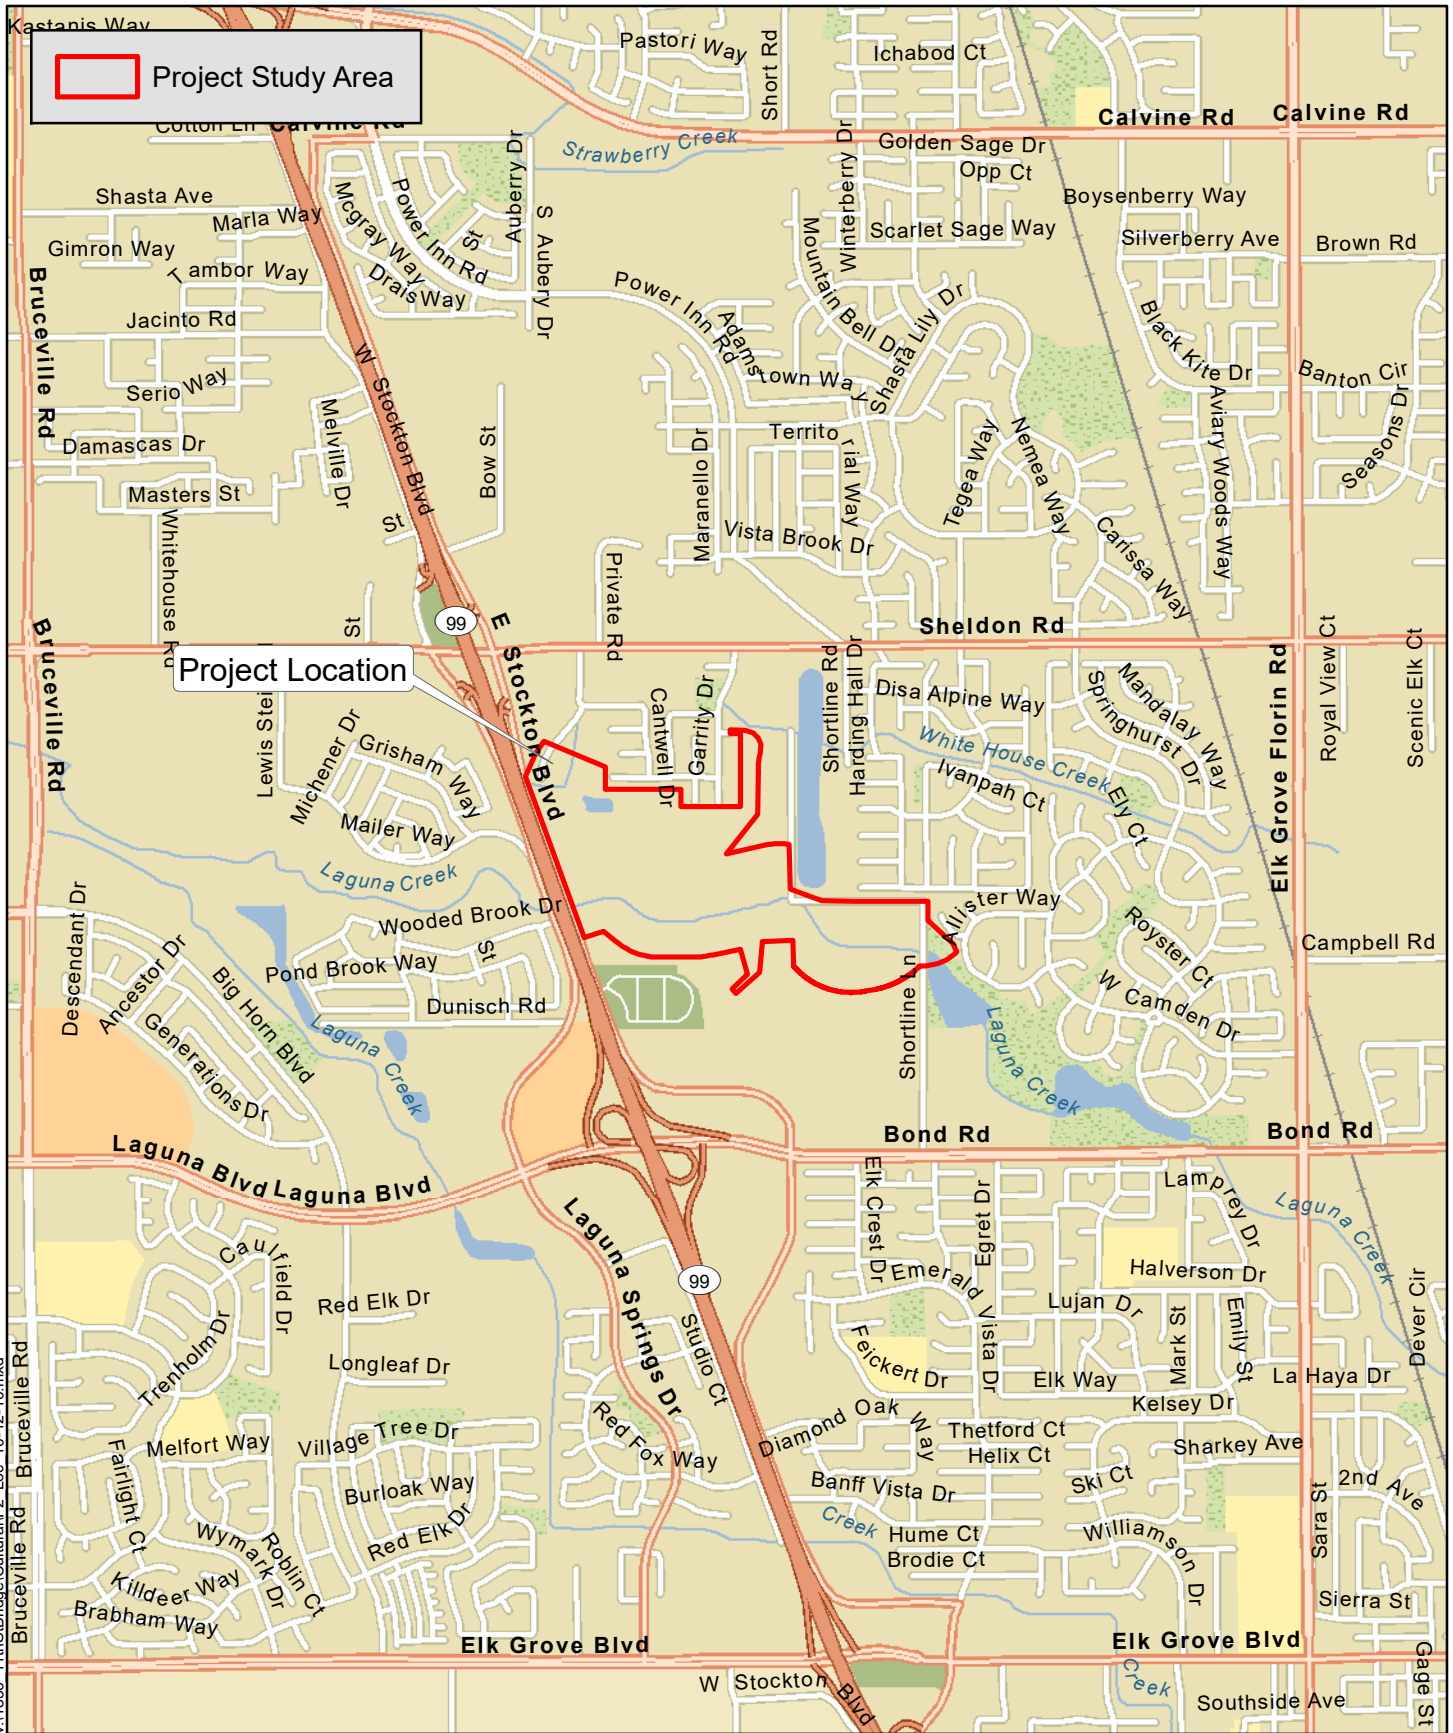 Kastanis Way
Project Study Area
Pastori Way
Short Rd
Ichabod Ct
Calvine Rd
Calvine Rd
Cotton Ln
Calvine Rd
Strawberry Creek
Golden Sage Dr
Opp Ct
Winterberry Dr
Auberry Dr
Boysenberry Way
Shasta Ave
Marla Way
Mcgray Way
Power Inn Rd
St
S Aubery Dr
Scarlet Sage Way
Silverberry Ave
Brown Rd
Gimron Way
Tambor Way
Drais Way
Mountain Bell Dr
Power Inn Rd
Shasta Lily Dr
Bruceville Rd
Jacinto Rd
Adamstown Way
Black Kite Dr
Banton Cir
W Stockton Blvd
Serio Way
Melville Dr
Bow St
Damascas Dr
Maranello Dr
Territorial Way
Tegea Way
Nemea Way
Aviary Woods Way
Seasons Dr
Masters St
St
Whitehouse Rd
Vista Brook Dr
Carissa Way
Private Rd
St
99
E Stockton Blvd
Sheldon Rd
Bruceville Rd
Project Location
Lewis Stei
Shortline Rd
Harding Hall Dr
Elk Grove Florin Rd
Royal View Ct
Scenic Elk Ct
Cantwell Dr
Garrity Dr
Disa Alpine Way
Springhurst Dr
Mandalay Way
Michener Dr
Grisham Way
White House Creek
Ivanpah Ct
Ely Ct
Mailer Way
Laguna Creek
Descendant Dr
Wooded Brook Dr
Allister Way
Royster Ct
Campbell Rd
Ancestor Dr
Big Horn Blvd
Pond Brook Way
St
Shortline Ln
W Camden Dr
Dunisch Rd
Generations Dr
Laguna Creek
Laguna Creek
Bond Rd
Bond Rd
Laguna Blvd
Laguna Blvd
Elk Crest Dr
Egret Dr
Lamprey Dr
Laguna Creek
Laguna Springs Dr
Caulfield Dr
99
Emerald Vista Dr
Halverson Dr
Red Elk Dr
Lujan Dr
Mark St
Emily St
Dever Cir
Bruceville Rd
Trenholm Dr
Longleaf Dr
Studio Ct
Feickert Dr
Elk Way
La Haya Dr
Kelsey Dr
Red Fox Way
Diamond Oak Way
Thetford Ct
Helix Ct
Sharkey Ave
Melfort Way
Village Tree Dr
Fairlight Ct
Burloak Way
Banff Vista Dr
Ski Ct
2nd Ave
Sara St
Bruceville Rd
Wymark Dr
Roblin Ct
Red Elk Dr
Creek
Hume Ct
Brodie Ct
Williamson Dr
Killdeer Way
Brabham Way
Sierra St
Elk Grove Blvd
Elk Grove Blvd
Gage St
W Stockton Blvd
Creek
Southside Ave